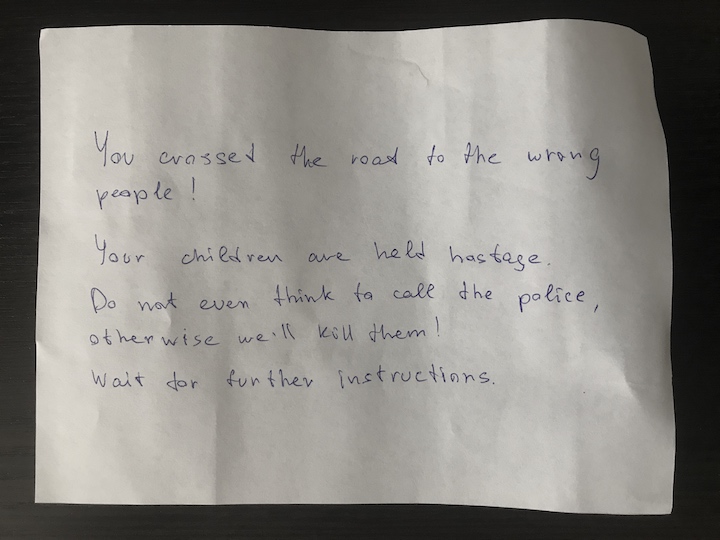 You crossed the road to the wrong
people!
Your children are held hostage.
Do not even think to call the police,
otherwise we'll kill them!
Wait for further instructions.